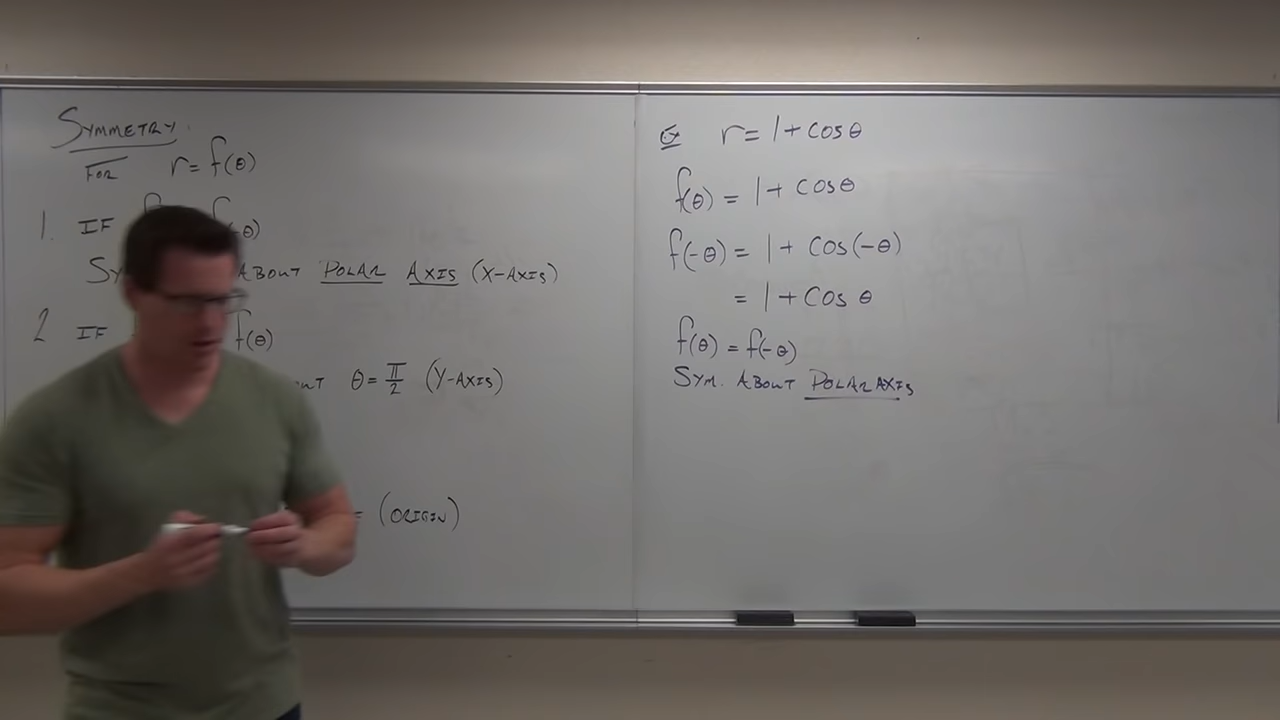 SYMMETRY
FOR r = f(θ)
1. IF (-θ)
ABOUT POLAR AXIS (X-AXIS)
2 IF f(θ)
θ = π/2 (Y-AXIS)
= (ORIGIN)
Ex r = 1 + cos θ
f(θ) = 1 + cos θ
f(-θ) = 1 + cos(-θ)
= 1 + cos θ
f(θ) = f(-θ)
SYM. ABOUT POLAR AXIS